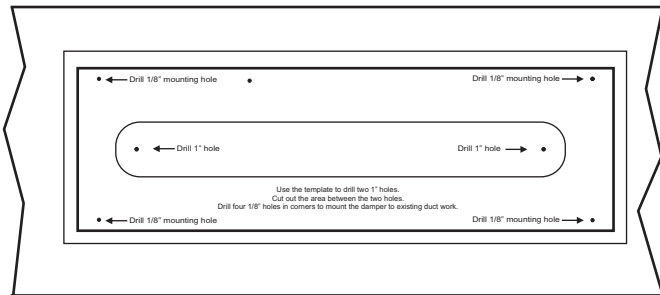 Drill 1/8" mounting hole
Drill 1/8" mounting hole
Drill 1" hole
Drill 1" hole
Use the template to drill two 1" holes.
Cut out the area between the two holes.
Drill four 1/8" holes in corners to mount the damper to existing duct work.
Drill 1/8" mounting hole
Drill 1/8" mounting hole